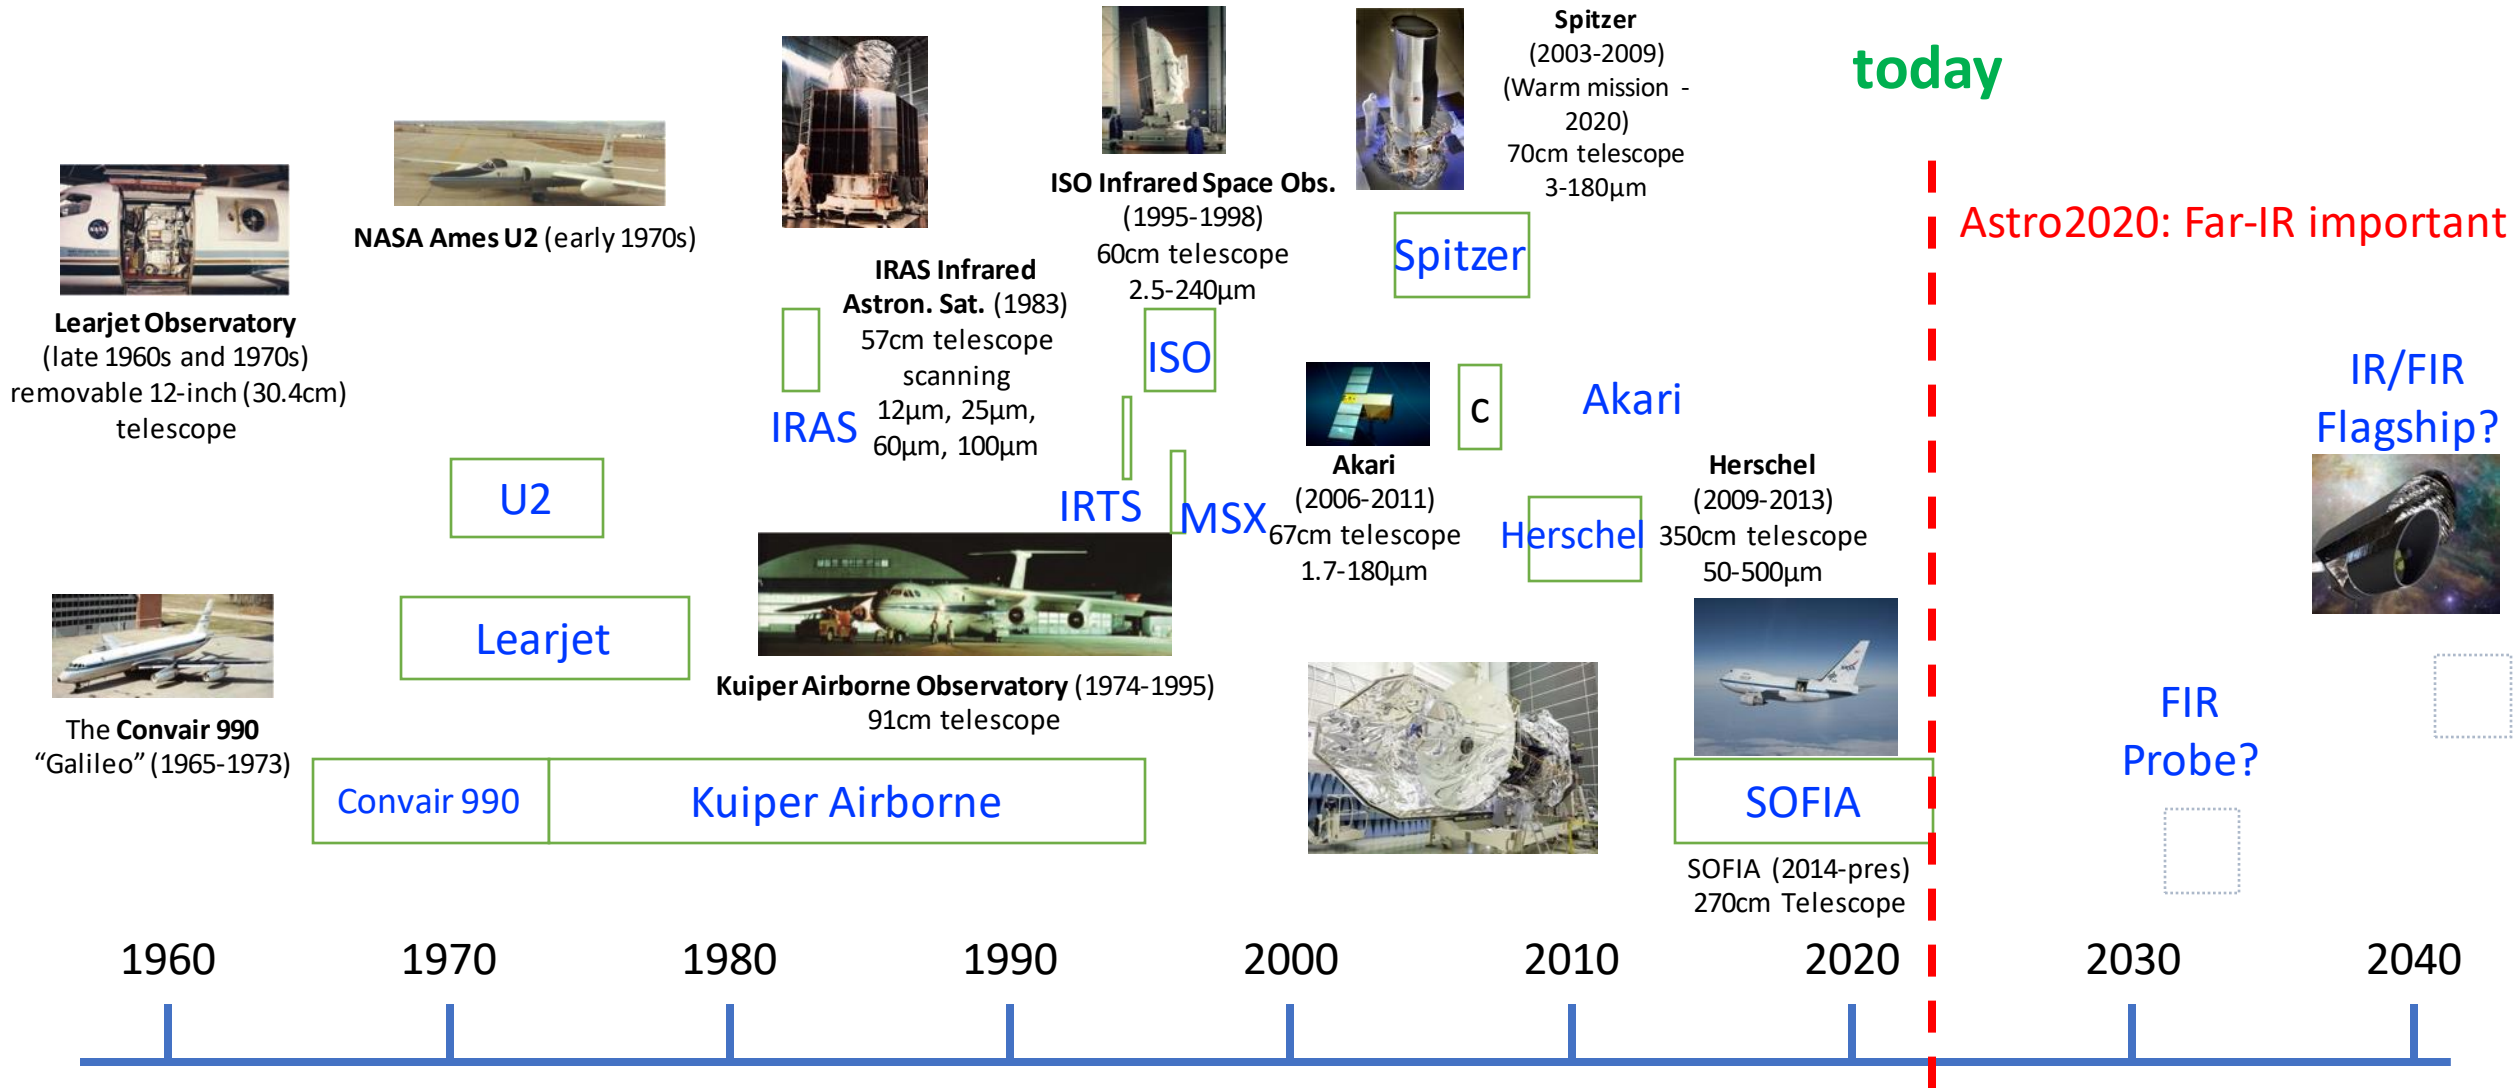 Learjet Observatory
(late 1960s and 1970s)
removable 12-inch (30.4cm)
telescope
NASA Ames U2 (early 1970s)
IRAS Infrared
Astron. Sat. (1983)
57cm telescope
scanning
12µm, 25µm,
60µm, 100µm
ISO Infrared Space Obs.
(1995-1998)
60cm telescope
2.5-240µm
Spitzer
(2003-2009)
(Warm mission -
2020)
70cm telescope
3-180µm
today
Astro2020: Far-IR important
Spitzer
ISO
IRAS
C
Akari
IR/FIR
Flagship?
U2
IRTS
MSX
Akari
(2006-2011)
67cm telescope
1.7-180µm
Herschel
Herschel
(2009-2013)
350cm telescope
50-500µm
Learjet
Kuiper Airborne Observatory (1974-1995)
91cm telescope
The Convair 990
“Galileo” (1965-1973)
FIR
Probe?
Convair 990
Kuiper Airborne
SOFIA
SOFIA (2014-pres)
270cm Telescope
1960
1970
1980
1990
2000
2010
2020
2030
2040
NASA